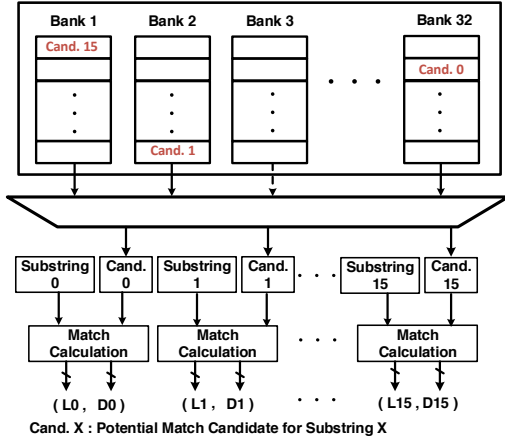 Bank 1 Bank 2 Bank 3 Bank 32
Cand. 15
Cand. 0
Cand. 1
Substring 0
Cand. 0
Substring 1
Cand. 1
Substring 15
Cand. 15
Match Calculation
Match Calculation
Match Calculation
( L0 , D0 ) ( L1 , D1 ) ( L15 , D15 )
Cand. X : Potential Match Candidate for Substring X